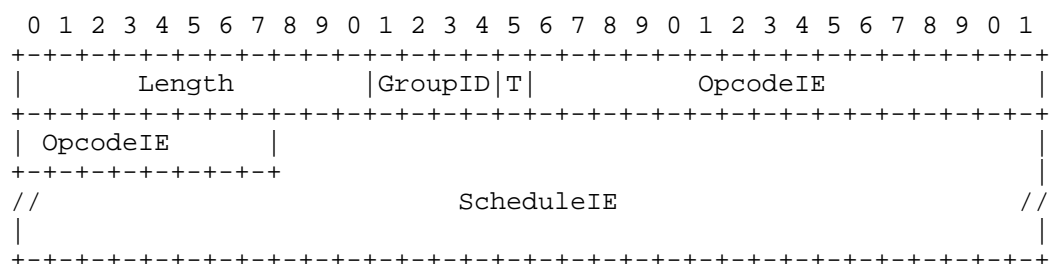 0 1 2 3 4 5 6 7 8 9 0 1 2 3 4 5 6 7 8 9 0 1 2 3 4 5 6 7 8 9 0 1
+-+-+-+-+-+-+-+-+-+-+-+-+-+-+-+-+-+-+-+-+-+-+-+-+-+-+-+-+-+-+-+-+
|       Length        |GroupID|T|          OpcodeIE             |
+-+-+-+-+-+-+-+-+-+-+-+-+-+-+-+-+-+-+-+-+-+-+-+-+-+-+-+-+-+-+-+-+
| OpcodeIE      |                                               |
+-+-+-+-+-+-+-+-+                                               |
//                          ScheduleIE                         //
|                                                               |
+-+-+-+-+-+-+-+-+-+-+-+-+-+-+-+-+-+-+-+-+-+-+-+-+-+-+-+-+-+-+-+-+